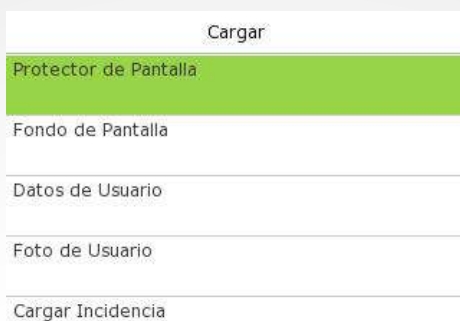 Cargar
Protector de Pantalla
Fondo de Pantalla
Datos de Usuario
Foto de Usuario
Cargar Incidencia